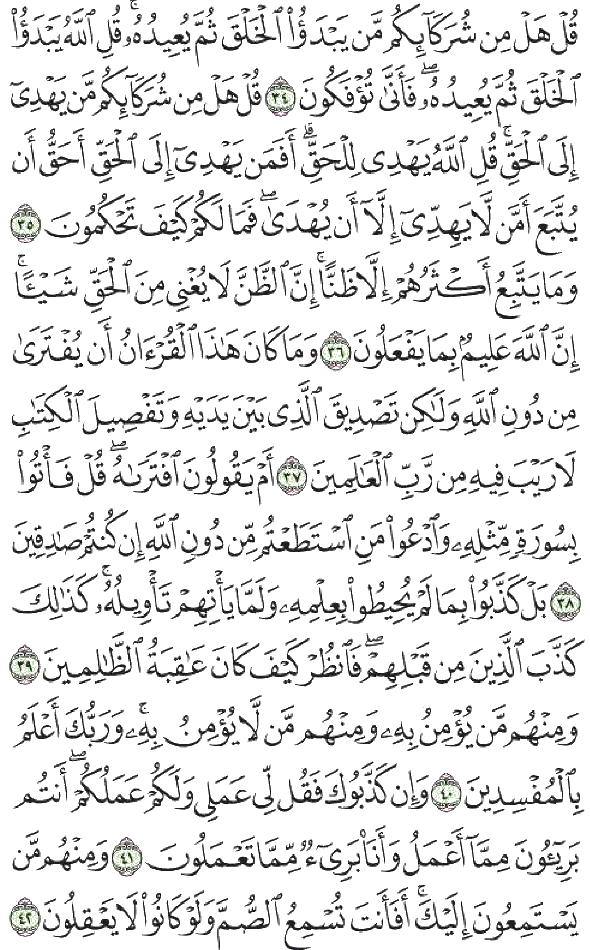 قُلْ هَلْ مِن شُرَكَآئِكُم مَّن يَبْدَؤُاْ ٱلْخَلْقَ ثُمَّ يُعِيدُهُۥۚ قُلِ ٱللَّهُ يَبْدَؤُاْ
ٱلْخَلْقَ ثُمَّ يُعِيدُهُۥۖ فَأَنَّىٰ تُؤْفَكُونَ ٣٤ قُلْ هَلْ مِن شُرَكَآئِكُم مَّن يَهْدِىٓ
إِلَى ٱلْحَقِّۚ قُلِ ٱللَّهُ يَهْدِى لِلْحَقِّۗ أَفَمَن يَهْدِىٓ إِلَى ٱلْحَقِّ أَحَقُّ أَن
يُتَّبَعَ أَمَّن لَّا يَهِدِّىٓ إِلَّآ أَن يُهْدَىٰۖ فَمَا لَكُمْ كَيْفَ تَحْكُمُونَ ٣٥
وَمَا يَتَّبِعُ أَكْثَرُهُمْ إِلَّا ظَنًّاۚ إِنَّ ٱلظَّنَّ لَا يُغْنِى مِنَ ٱلْحَقِّ شَيْـًٔاۚ
إِنَّ ٱللَّهَ عَلِيمٌۢ بِمَا يَفْعَلُونَ ٣٦ وَمَا كَانَ هَـٰذَا ٱلْقُرْءَانُ أَن يُفْتَرَىٰ
مِن دُونِ ٱللَّهِ وَلَـٰكِن تَصْدِيقَ ٱلَّذِى بَيْنَ يَدَيْهِ وَتَفْصِيلَ ٱلْكِتَـٰبِ
لَا رَيْبَ فِيهِ مِن رَّبِّ ٱلْعَـٰلَمِينَ ٣٧ أَمْ يَقُولُونَ ٱفْتَرَىٰهُۖ قُلْ فَأْتُواْ
بِسُورَةٍ مِّثْلِهِۦ وَٱدْعُواْ مَنِ ٱسْتَطَعْتُم مِّن دُونِ ٱللَّهِ إِن كُنتُمْ صَـٰدِقِينَ
٣٨ بَلْ كَذَّبُواْ بِمَا لَمْ يُحِيطُواْ بِعِلْمِهِۦ وَلَمَّا يَأْتِهِمْ تَأْوِيلُهُۥۚ كَذَٰلِكَ
كَذَّبَ ٱلَّذِينَ مِن قَبْلِهِمْۖ فَٱنظُرْ كَيْفَ كَانَ عَـٰقِبَةُ ٱلظَّـٰلِمِينَ ٣٩
وَمِنْهُم مَّن يُؤْمِنُ بِهِۦ وَمِنْهُم مَّن لَّا يُؤْمِنُ بِهِۦۚ وَرَبُّكَ أَعْلَمُ
بِٱلْمُفْسِدِينَ ٤٠ وَإِن كَذَّبُوكَ فَقُل لِّى عَمَلِى وَلَكُمْ عَمَلُكُمْۖ أَنتُم
بَرِيٓـُٔونَ مِمَّآ أَعْمَلُ وَأَنَا۠ بَرِىٓءٌ مِّمَّا تَعْمَلُونَ ٤١ وَمِنْهُم مَّن
يَسْتَمِعُونَ إِلَيْكَۚ أَفَأَنتَ تُسْمِعُ ٱلصُّمَّ وَلَوْ كَانُواْ لَا يَعْقِلُونَ ٤٢